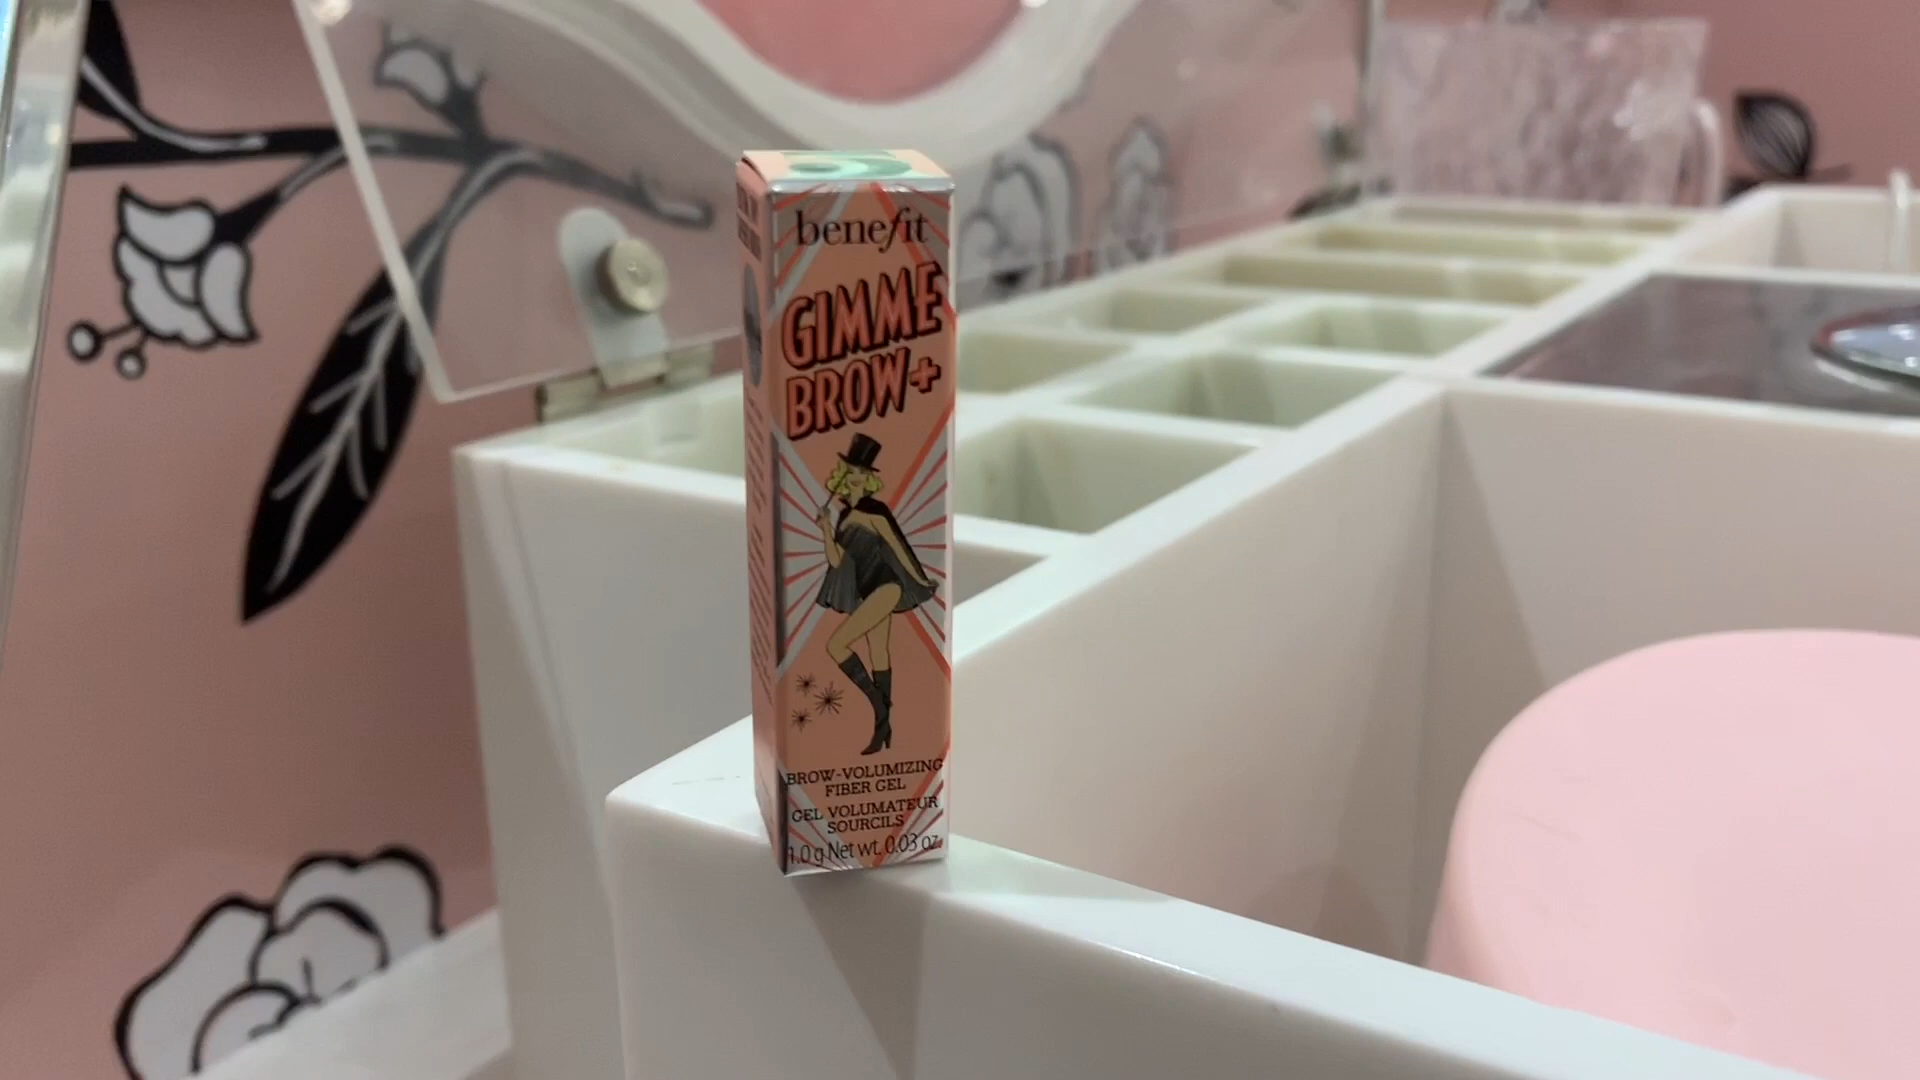 benefit
GIMME
BROW+
BROW-VOLUMIZING
FIBER GEL
GEL VOLUMATEUR
SOURCILS
1.0 g Net wt. 0.03 oz.